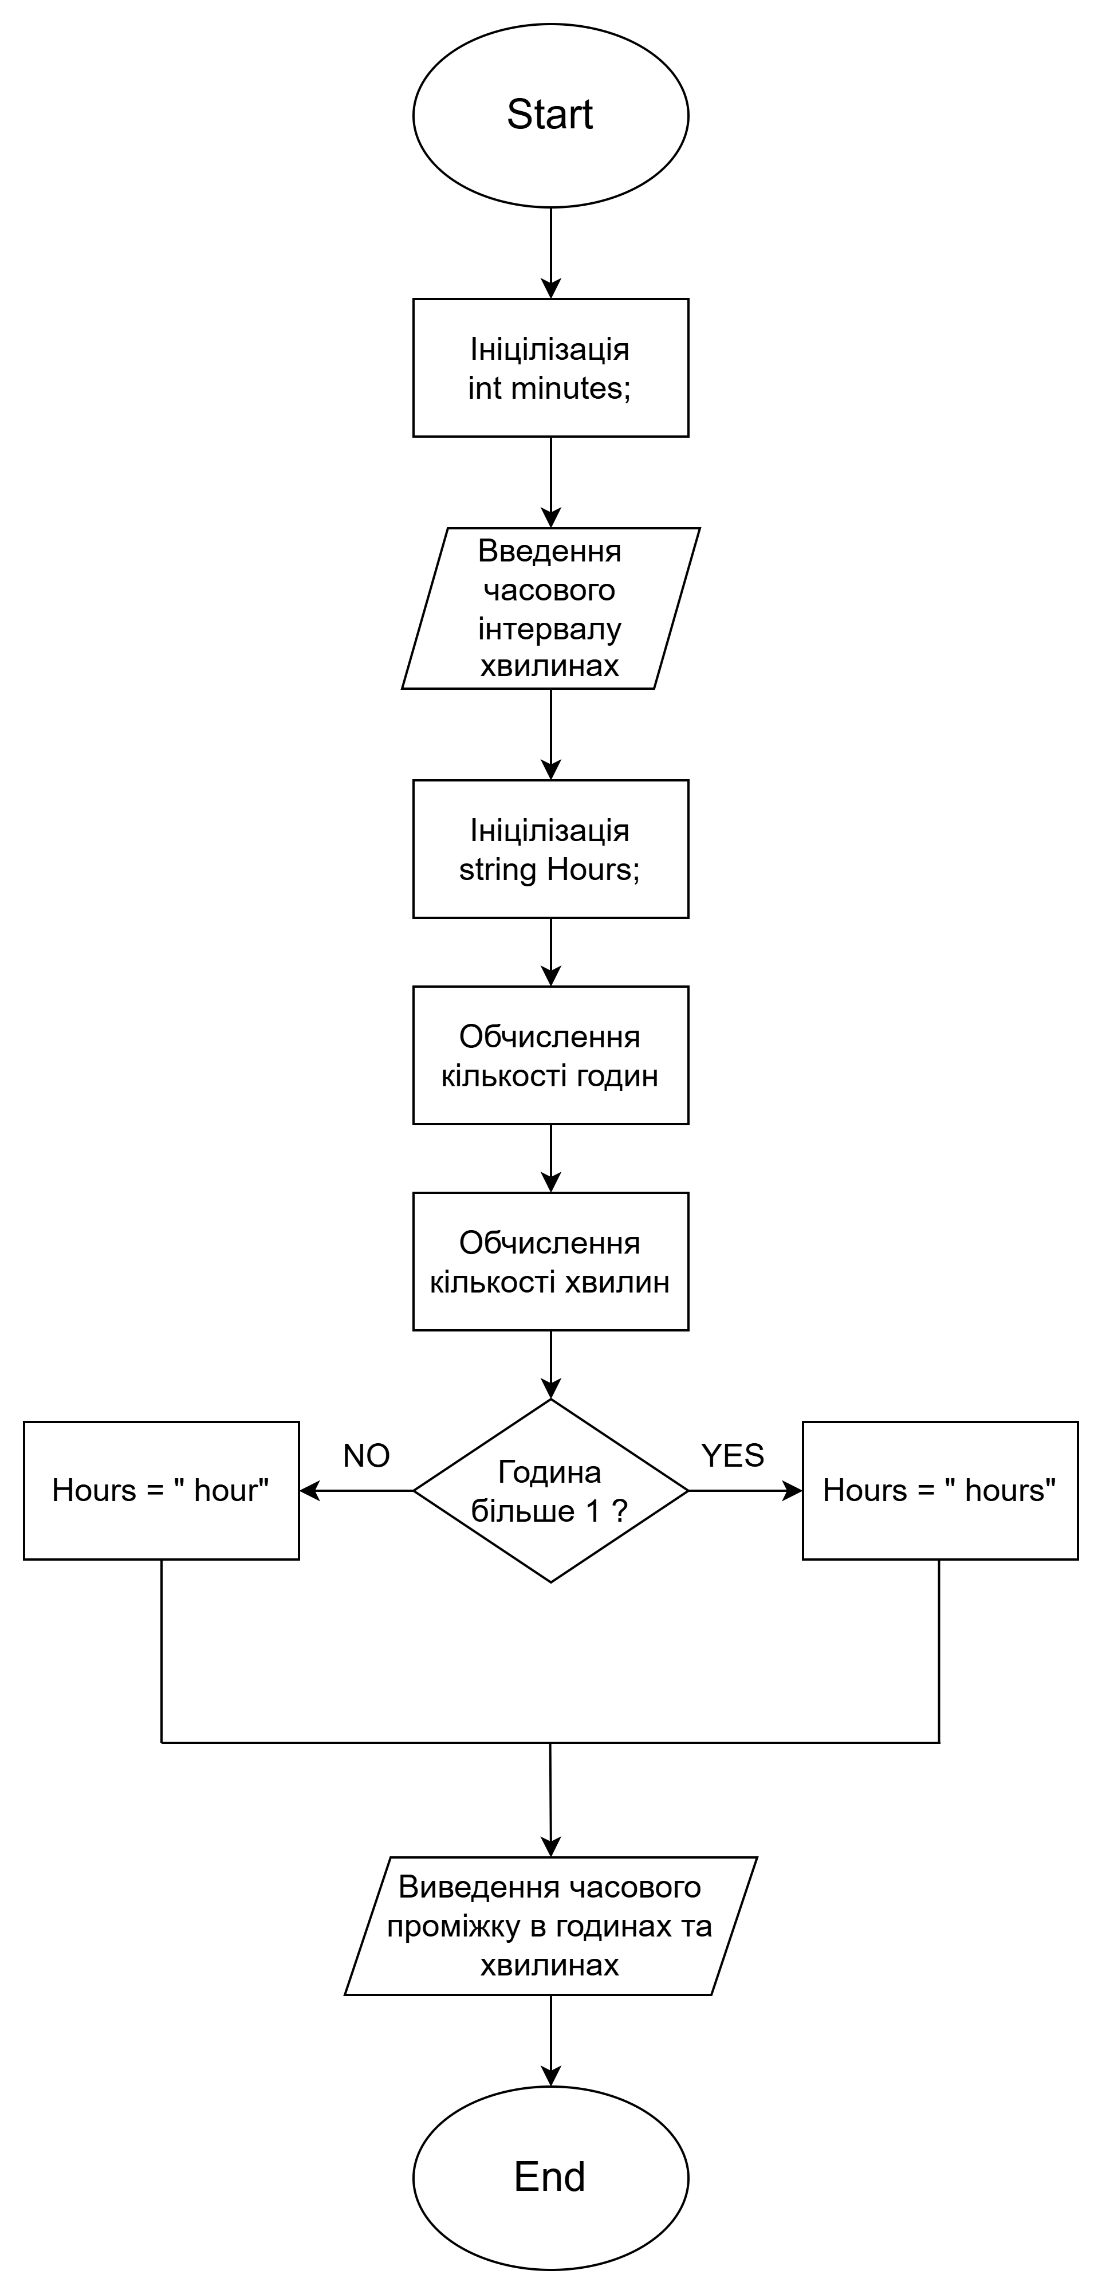 Start
Ініцілізація
int minutes;
Введення
часового
інтервалу
хвилинах
Ініцілізація
string Hours;
Обчислення
кількості годин
Обчислення
кількості хвилин
NO
YES
Hours = " hour"
Година
більше 1 ?
Hours = " hours"
Виведення часового
проміжку в годинах та
хвилинах
End